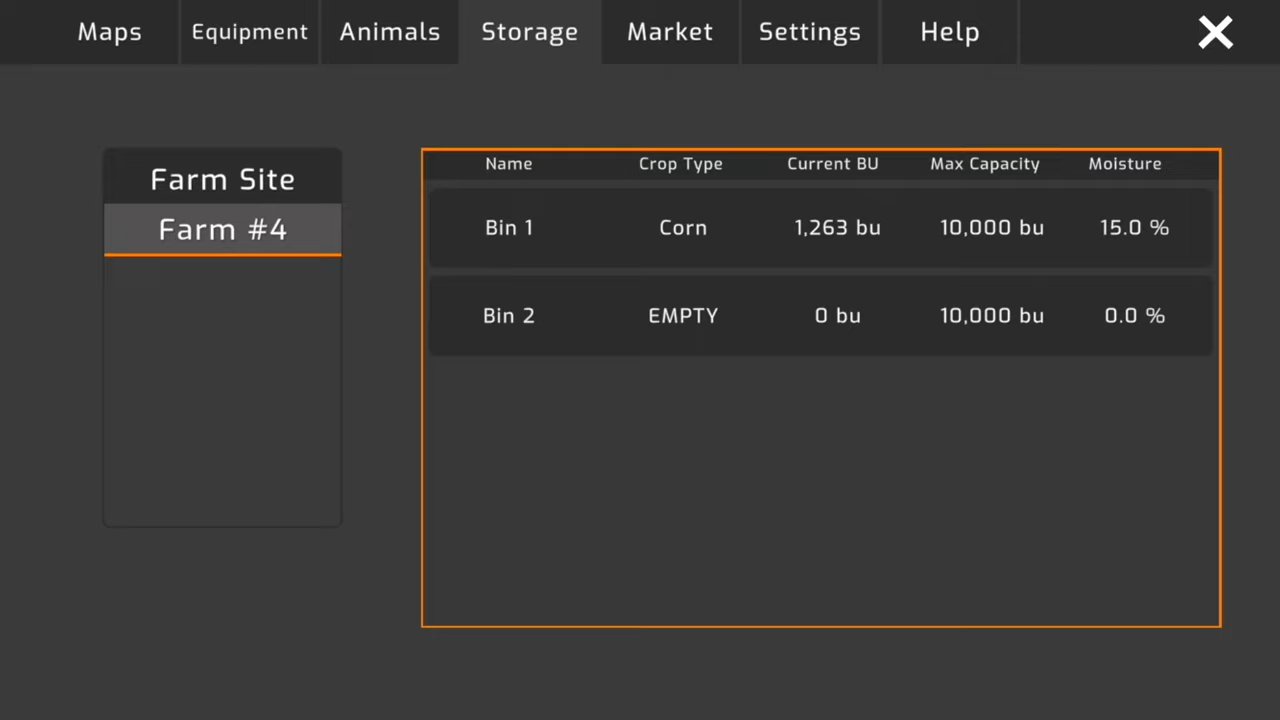 Maps Equipment Animals Storage Market Settings Help
Farm Site
Farm #4
Name Crop Type Current BU Max Capacity Moisture
Bin 1 Corn 1,263 bu 10,000 bu 15.0 %
Bin 2 EMPTY 0 bu 10,000 bu 0.0 %